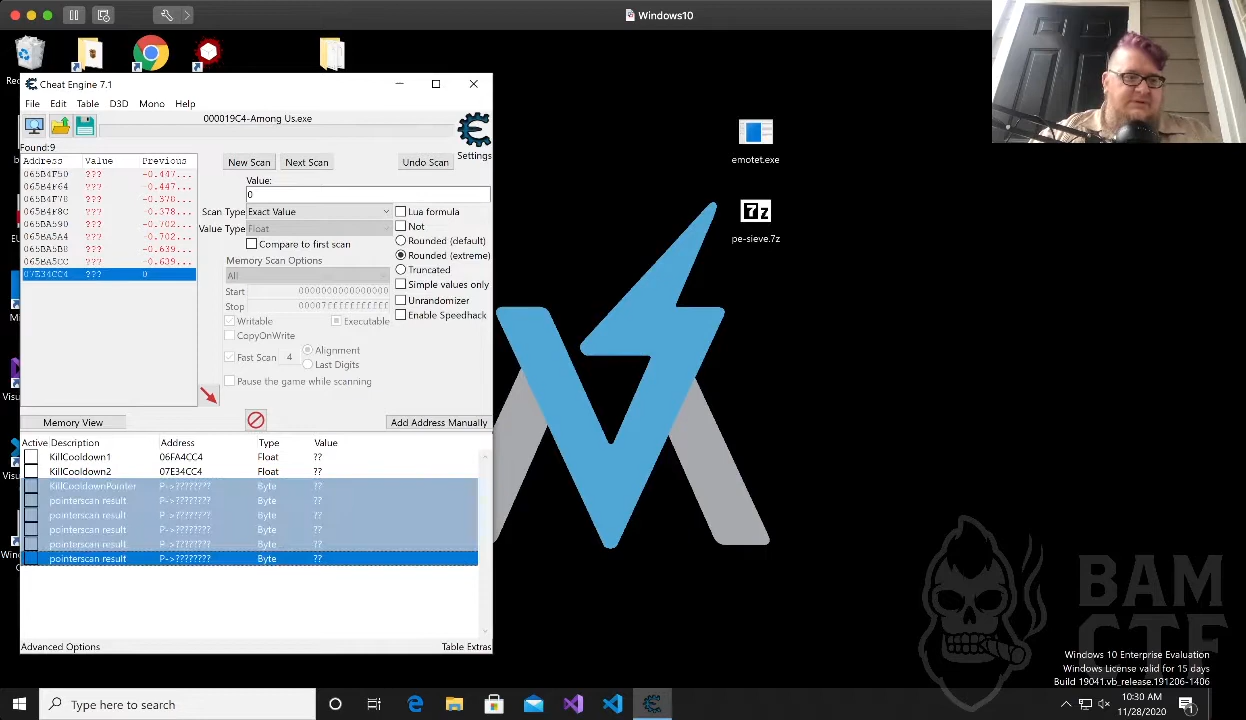 Windows10
Cheat Engine 7.1
File Edit Table D3D Mono Help
000019C4-Among Us.exe
Found:9
Settings
Address Value Previous
065B4F50 ??? -0.447...
065B4F64 ??? -0.447...
065B4F78 ??? -0.378...
065B4F8C ??? -0.378...
065BA590 ??? -0.702...
065BA5A4 ??? -0.702...
065BA5B8 ??? -0.639...
065BA5CC ??? -0.639...
07E34CC4 ??? 0
New Scan Next Scan Undo Scan
Value:
0
Scan Type Exact Value
Value Type Float
Compare to first scan
Lua formula
Not
Rounded (default)
Rounded (extreme)
Truncated
Simple values only
Unrandomizer
Enable Speedhack
Memory Scan Options
All
Start 0000000000000000
Stop 00007fffffffffff
Writable Executable
CopyOnWrite
Fast Scan 4 Alignment
Last Digits
Pause the game while scanning
Memory View
Add Address Manually
Active Description Address Type Value
KillCooldown1 06FA4CC4 Float ??
KillCooldown2 07E34CC4 Float ??
KillCooldownPointer P->???????? Byte ??
pointerscan result P->???????? Byte ??
pointerscan result P->???????? Byte ??
pointerscan result P->???????? Byte ??
pointerscan result P->???????? Byte ??
pointerscan result P->???????? Byte ??
Advanced Options Table Extras
emotet.exe
7z
pe-sieve.7z
BAM
CTF
Windows 10 Enterprise Evaluation
Windows License valid for 15 days
Build 19041.vb_release.191206-1406
Type here to search
10:30 AM
11/28/2020
1